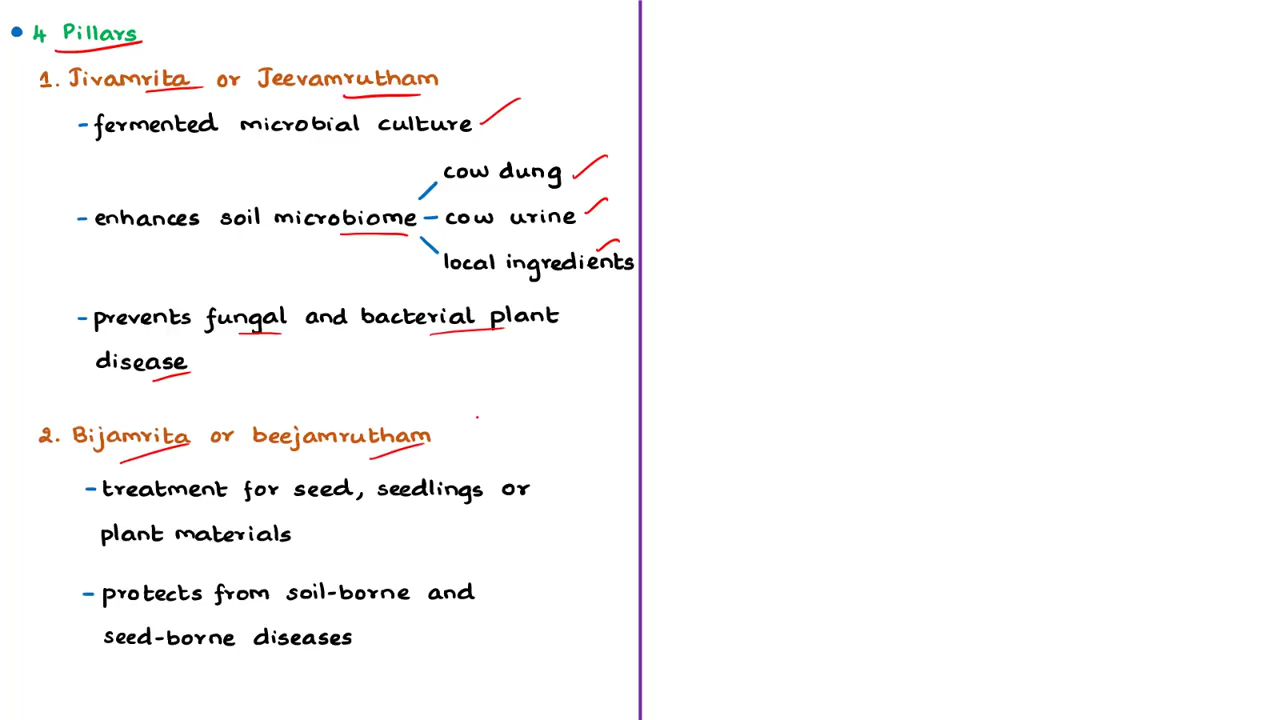 4 Pillars
1. Jivamrita or Jeevamrutham
- fermented microbial culture
cow dung
- enhances soil microbiome - cow urine
local ingredients
- prevents fungal and bacterial plant
disease
2. Bijamrita or beejamrutham
- treatment for seed, seedlings or
plant materials
- protects from soil-borne and
seed-borne diseases